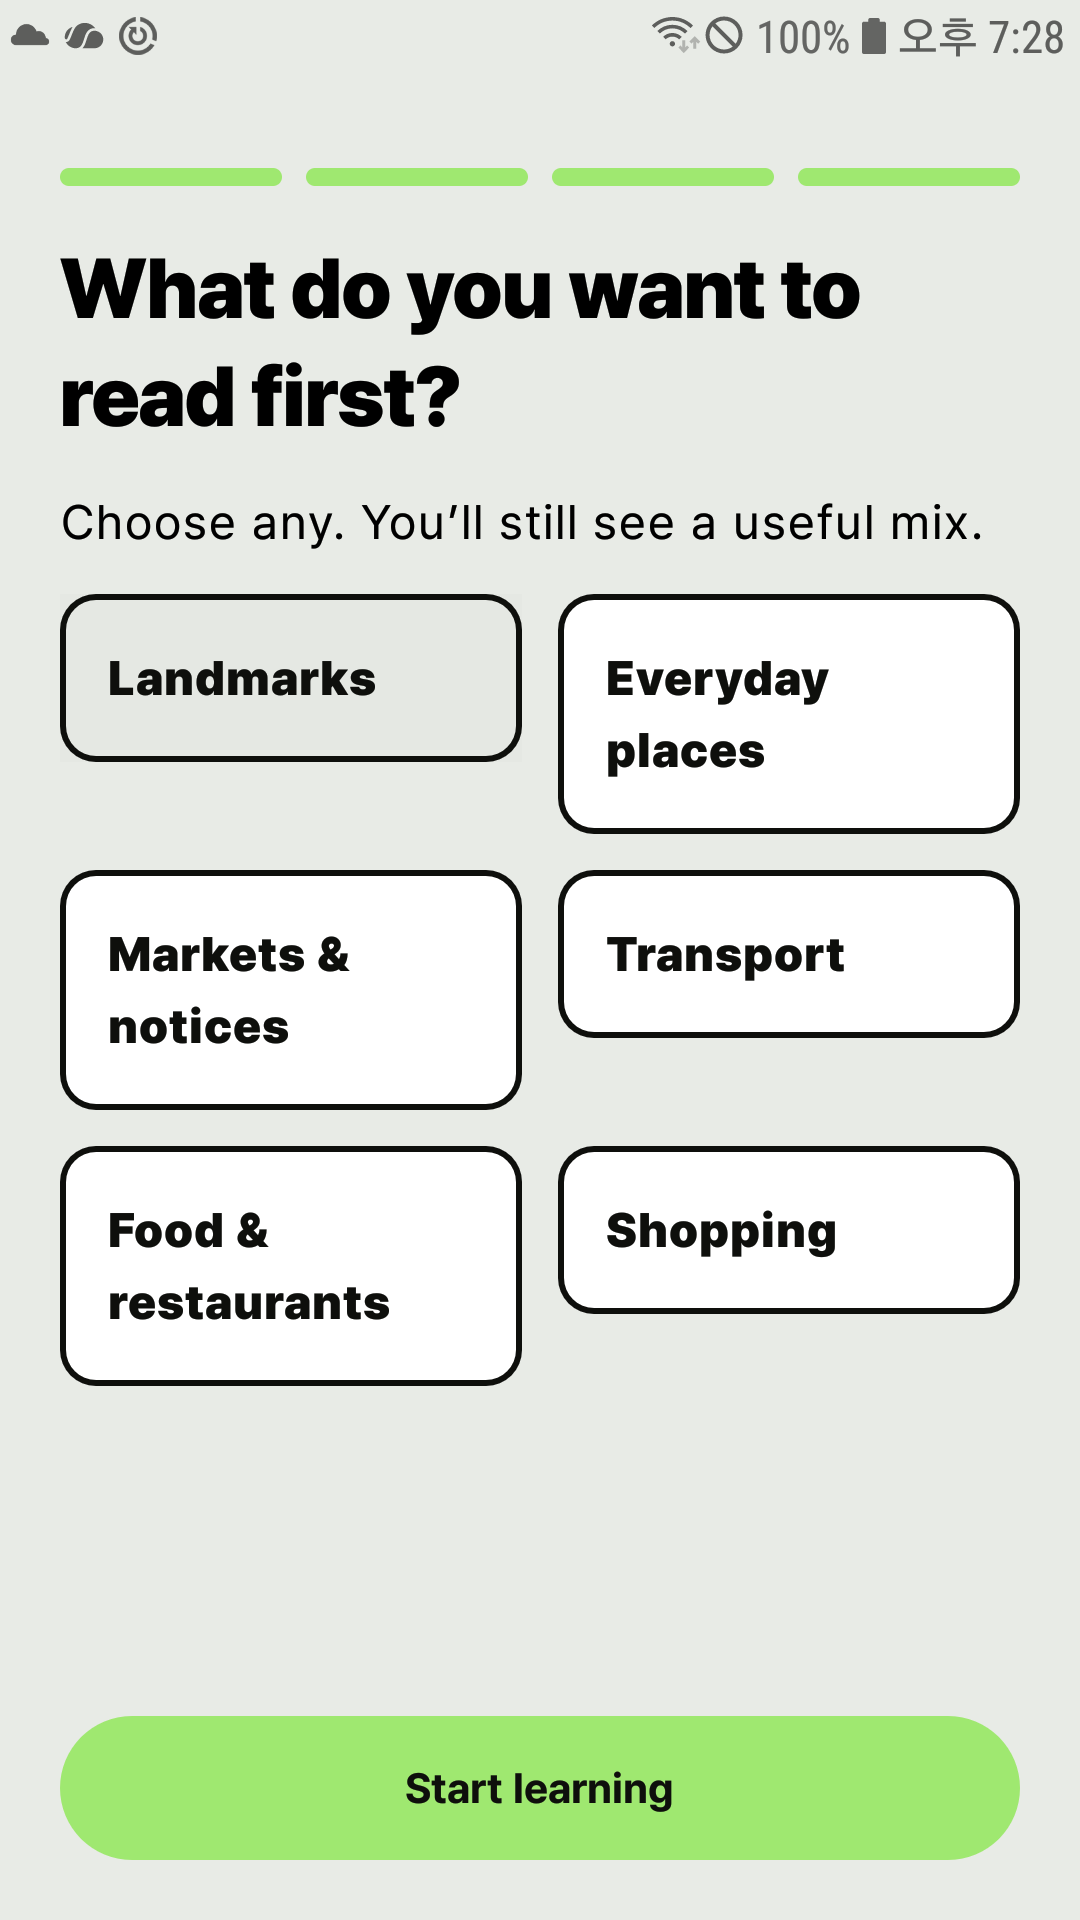 100% 오후 7:28
What do you want to
read first?
Choose any. You’ll still see a useful mix.
Landmarks
Everyday
places
Markets &
notices
Transport
Food &
restaurants
Shopping
Start learning